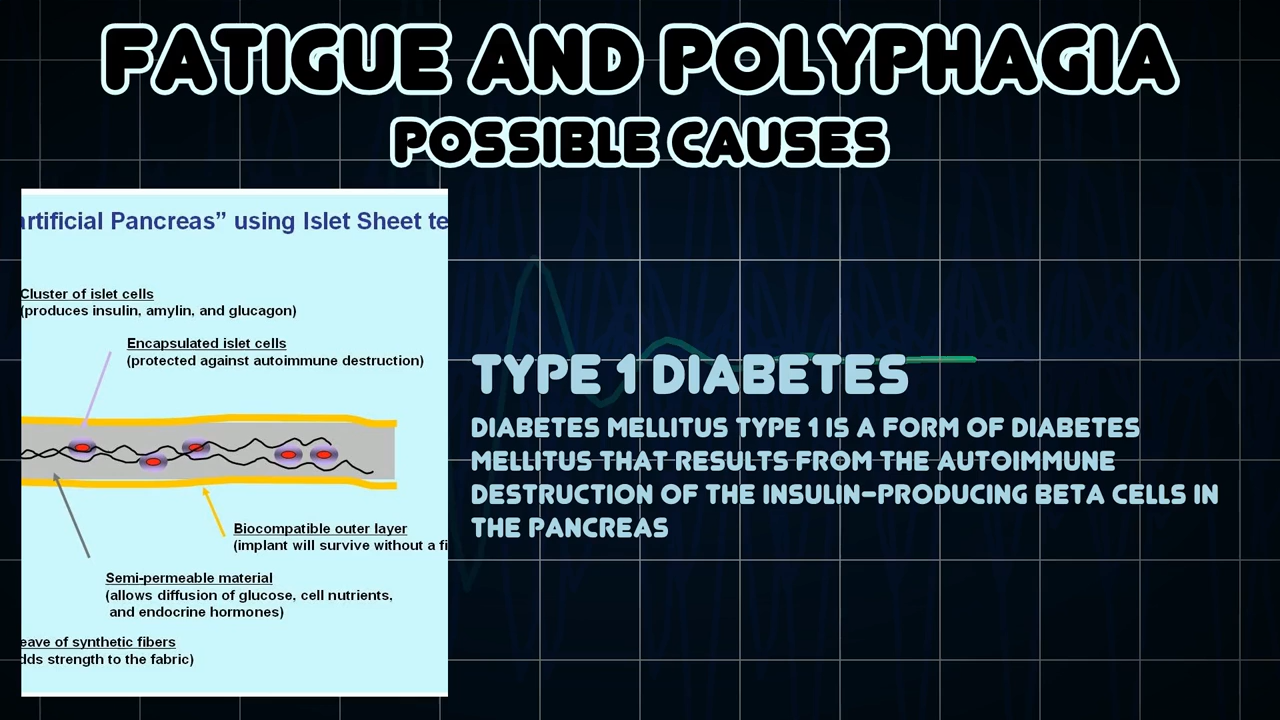 FATIGUE AND POLYPHAGIA
POSSIBLE CAUSES
artificial Pancreas” using Islet Sheet te
Cluster of islet cells
(produces insulin, amylin, and glucagon)
Encapsulated islet cells
(protected against autoimmune destruction)
Biocompatible outer layer
(implant will survive without a fi
Semi-permeable material
(allows diffusion of glucose, cell nutrients,
and endocrine hormones)
eave of synthetic fibers
dds strength to the fabric)
TYPE 1 DIABETES
DIABETES MELLITUS TYPE 1 IS A FORM OF DIABETES
MELLITUS THAT RESULTS FROM THE AUTOIMMUNE
DESTRUCTION OF THE INSULIN-PRODUCING BETA CELLS IN
THE PANCREAS